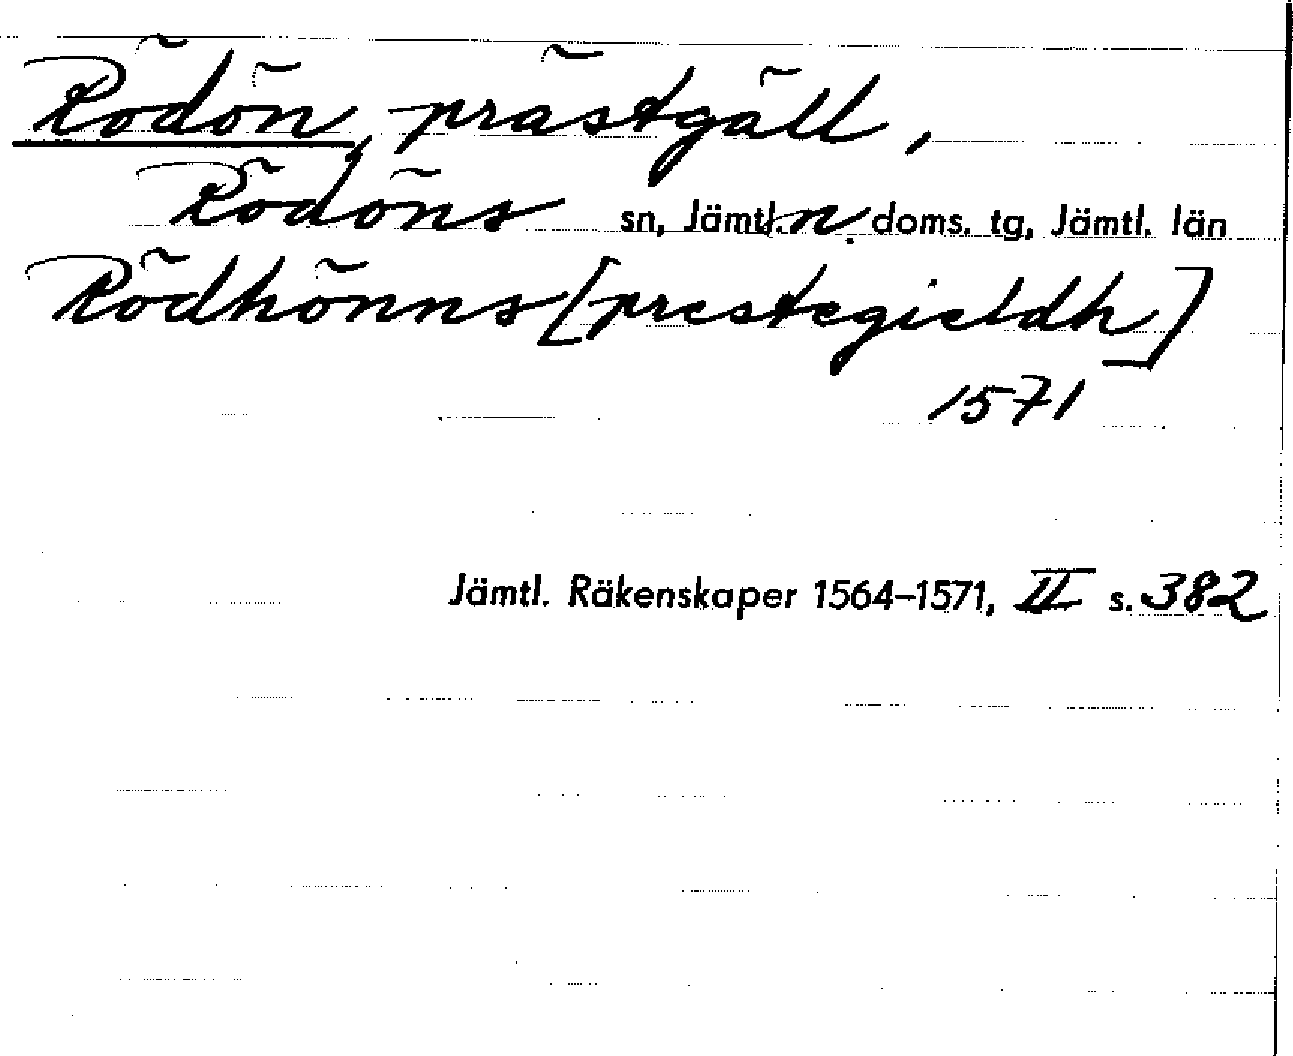 Rödön, prästgäll,
Rödöns sn, Jämtl. n. doms. tg, Jämtl. län
Rödhönns [prestegieldh]
1571
Jämtl. Räkenskaper 1564–1571, II s. 382